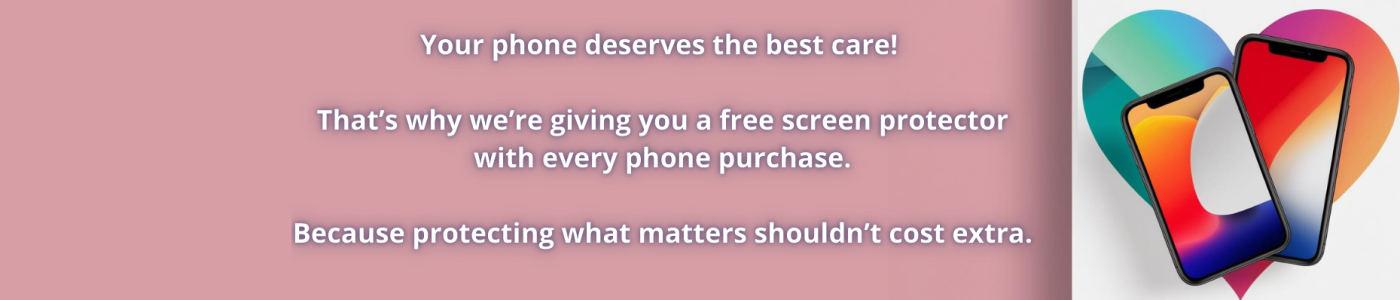 Your phone deserves the best care!
That’s why we’re giving you a free screen protector
with every phone purchase.
Because protecting what matters shouldn’t cost extra.